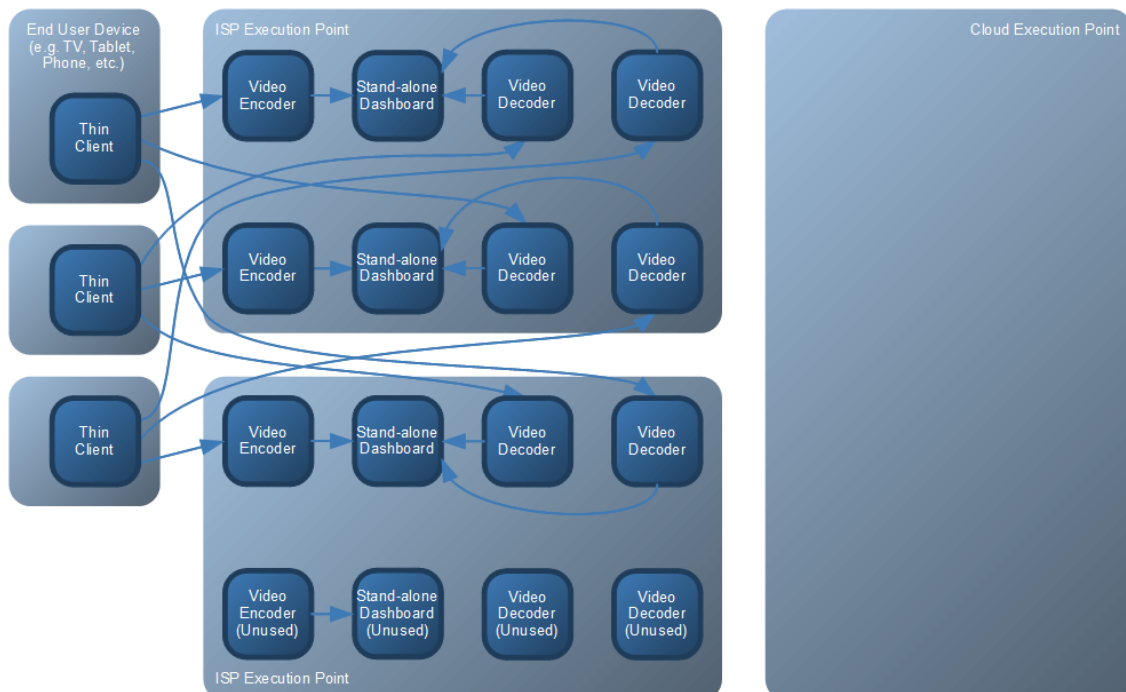 End User Device
(e.g. TV, Tablet,
Phone, etc.)
Thin
Client
Thin
Client
Thin
Client
ISP Execution Point
Video
Encoder
Stand-alone
Dashboard
Video
Decoder
Video
Decoder
Video
Encoder
Stand-alone
Dashboard
Video
Decoder
Video
Decoder
Video
Encoder
Stand-alone
Dashboard
Video
Decoder
Video
Decoder
Video
Encoder
(Unused)
Stand-alone
Dashboard
(Unused)
Video
Decoder
(Unused)
Video
Decoder
(Unused)
ISP Execution Point
Cloud Execution Point